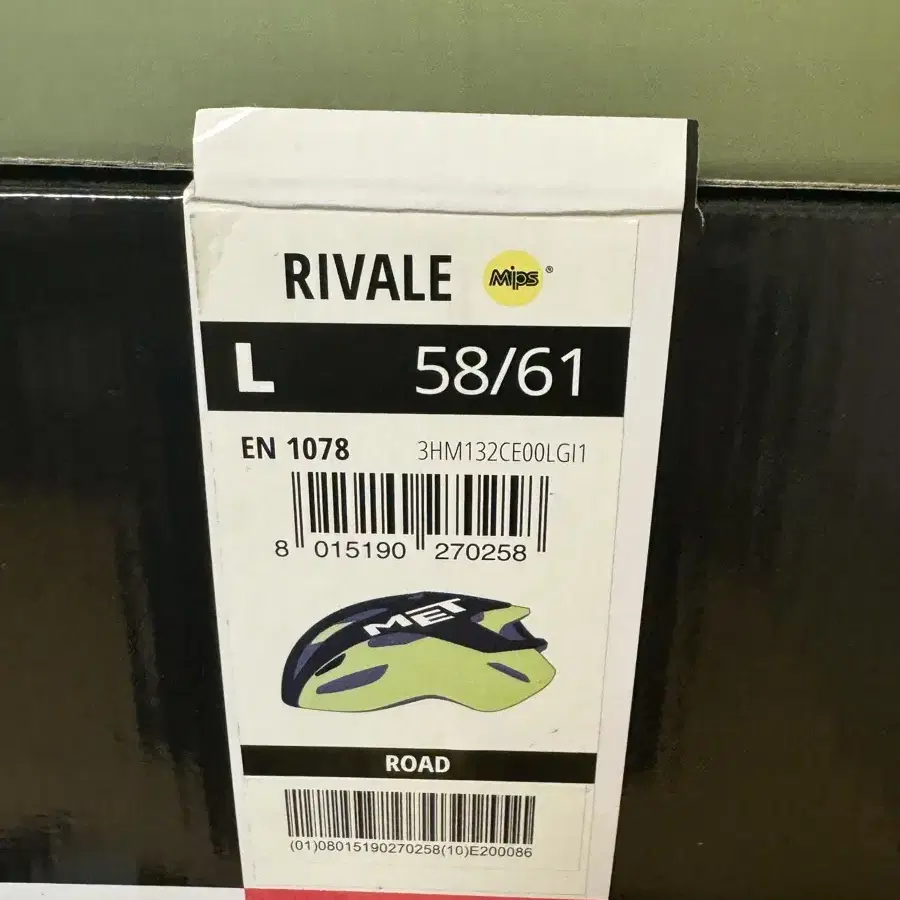 RIVALE Mips®
L 58/61
EN 1078 3HM132CE00LGI1
8 015190 270258
MET
ROAD
(01)08015190270258(10)E200086